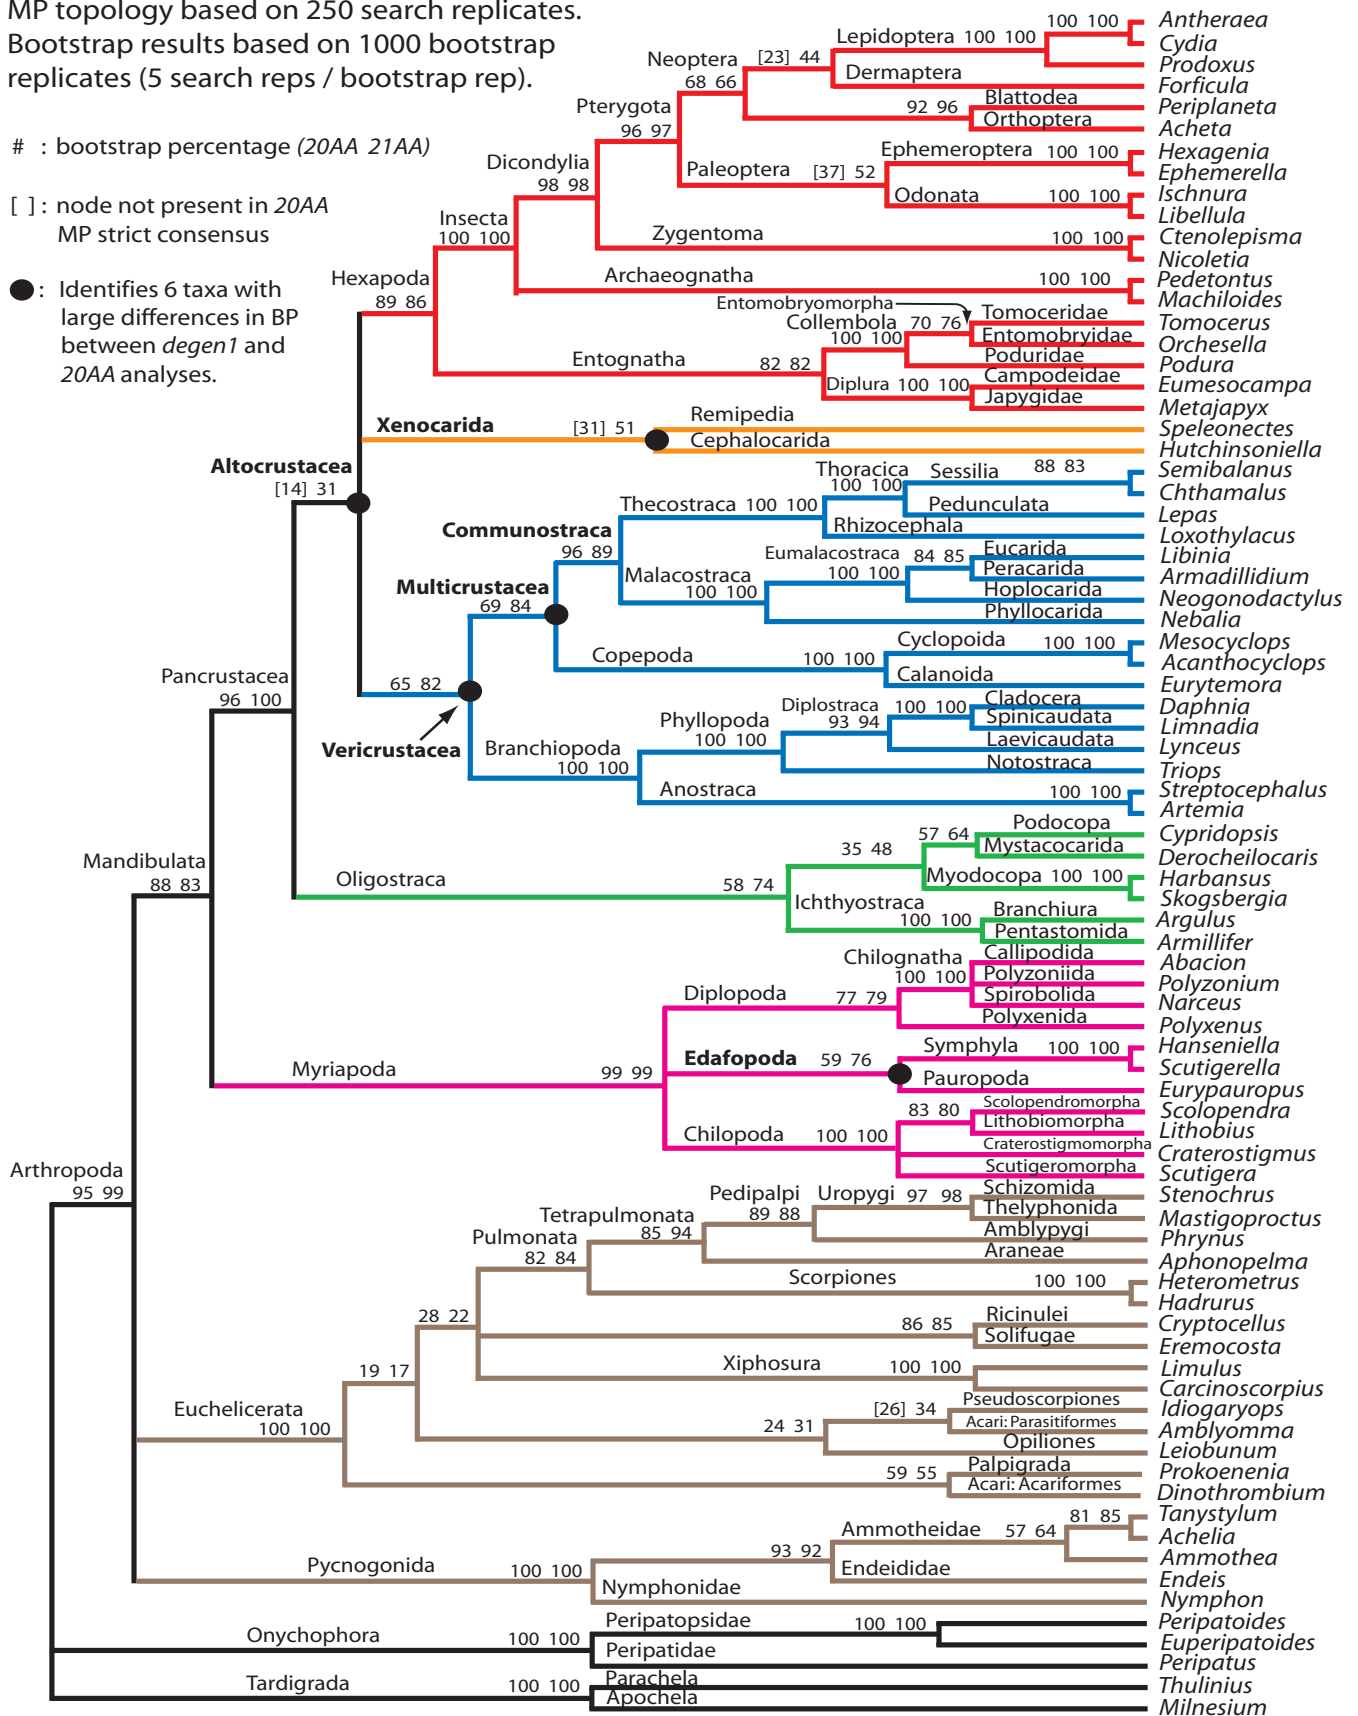 MP topology based on 250 search replicates.
Bootstrap results based on 1000 bootstrap
replicates (5 search reps / bootstrap rep).
# : bootstrap percentage (20AA 21AA)
[ ] : node not present in 20AA
MP strict consensus
: Identifies 6 taxa with
large differences in BP
between degen1 and
20AA analyses.
100 100 Antheraea
Lepidoptera 100 100
Cydia
Neoptera [23] 44
Prodoxus
Dermaptera
68 66
Forficula
Pterygota
92 96 Blattodea Periplaneta
96 97
Orthoptera Acheta
Dicondylia
Ephemeroptera 100 100 Hexagenia
98 98
Paleoptera [37] 52
Ephemerella
Odonata 100 100 Ischnura
Libellula
Insecta
100 100
Zygentoma 100 100 Ctenolepisma
Nicoletia
Hexapoda
89 86
Archaeognatha 100 100 Pedetontus
Machiloides
Entomobryomorpha
Collembola 70 76 Tomoceridae Tomocerus
100 100
Entomobryidae Orchesella
Entognatha 82 82
Poduridae Podura
Diplura 100 100 Campodeidae Eumesocampa
Japygidae Metajapyx
Xenocarida [31] 51
Remipedia Speleonectes
Cephalocarida Hutchinsoniella
Altocrustacea
[14] 31
Thoracica Sessilia 88 83 Semibalanus
100 100
Chthamalus
Thecostraca 100 100
Pedunculata Lepas
Rhizocephala Loxothylacus
Communostraca
96 89
Eumalacostraca 84 85 Eucarida Libinia
100 100
Peracarida Armadillidium
Malacostraca
100 100
Hoplocarida Neogonodactylus
Phyllocarida Nebalia
Multicrustacea
69 84
Copepoda 100 100
Cyclopoida 100 100 Mesocyclops
Acanthocyclops
Calanoida Eurytemora
Pancrustacea
96 100
65 82
Vericrustacea
Diplostraca 100 100 Cladocera Daphnia
93 94
Spinicaudata Limnadia
Phyllopoda
100 100
Laevicaudata Lynceus
Branchiopoda
100 100
Notostraca Triops
Anostraca 100 100 Streptocephalus
Artemia
Mandibulata
88 83
57 64 Podocopa Cypridopsis
35 48
Mystacocarida Derocheilocaris
Oligostraca 58 74
Myodocopa 100 100 Harbansus
Skogsbergia
Ichthyostraca
100 100
Branchiura Argulus
Pentastomida Armillifer
Chilognatha Callipodida Abacion
100 100
Polyzoniida Polyzonium
Diplopoda 77 79
Spirobolida Narceus
Polyxenida Polyxenus
Myriapoda 99 99
Edafopoda 59 76
Symphyla 100 100 Hanseniella
Scutigerella
Pauropoda Eurypauropus
83 80 Scolopendromorpha Scolopendra
Lithobiomorpha Lithobius
Chilopoda 100 100
Craterostigmomorpha Craterostigmus
Scutigeromorpha Scutigera
Arthropoda
95 99
Pedipalpi Uropygi 97 98 Schizomida Stenochrus
89 88
Thelyphonida Mastigoproctus
Tetrapulmonata
85 94
Amblypygi Phrynus
Pulmonata
82 84
Araneae Aphonopelma
Scorpiones 100 100 Heterometrus
Hadrurus
28 22
86 85 Ricinulei Cryptocellus
Solifugae Eremocosta
19 17
Xiphosura 100 100 Limulus
Carcinoscorpius
Euchelicerata
100 100
[26] 34 Pseudoscorpiones Idiogaryops
24 31
Acari: Parasitiformes Amblyomma
Opiliones Leiobunum
59 55 Palpigrada Prokoenenia
Acari: Acariformes Dinothrombium
81 85 Tanystylum
Ammotheidae 57 64
Achelia
93 92
Ammothea
Pycnogonida 100 100
Endeididae Endeis
Nymphonidae Nymphon
Onychophora 100 100
Peripatopsidae 100 100 Peripatoides
Euperipatoides
Peripatidae Peripatus
Tardigrada 100 100
Parachela Thulinius
Apochela Milnesium